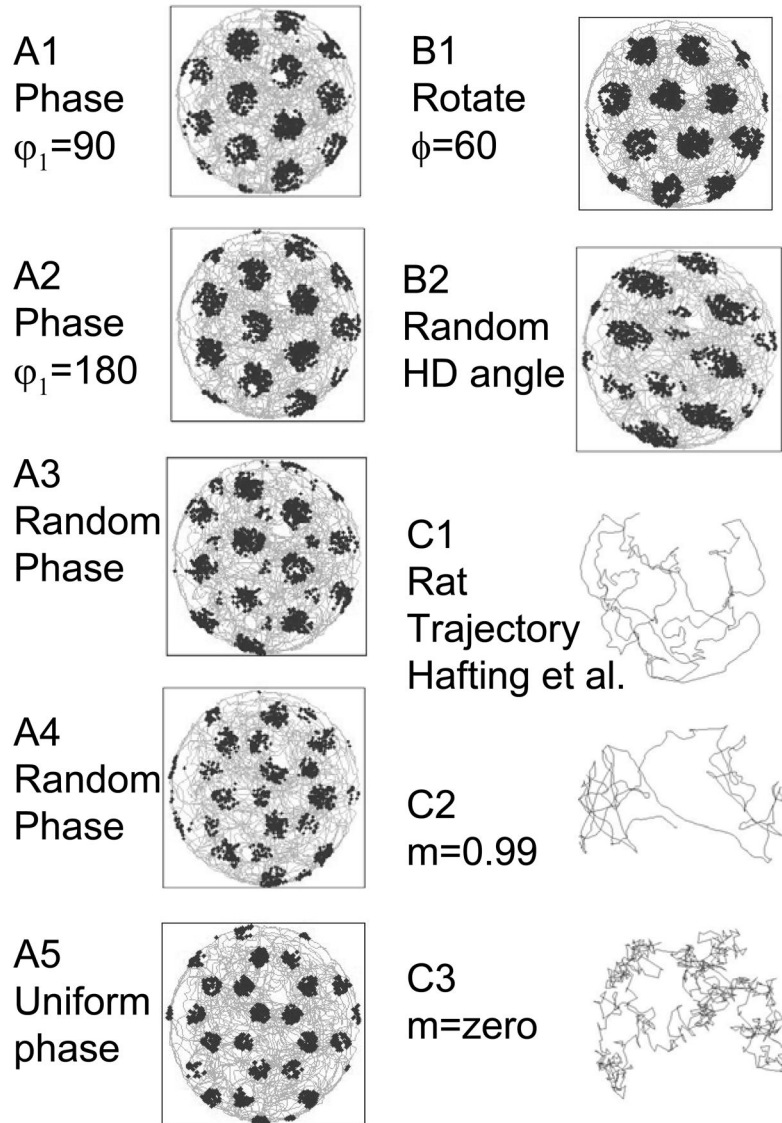 A1
Phase
φ₁=90
A2
Phase
φ₁=180
A3
Random
Phase
A4
Random
Phase
A5
Uniform
phase
B1
Rotate
ϕ=60
B2
Random
HD angle
C1
Rat
Trajectory
Hafting et al.
C2
m=0.99
C3
m=zero